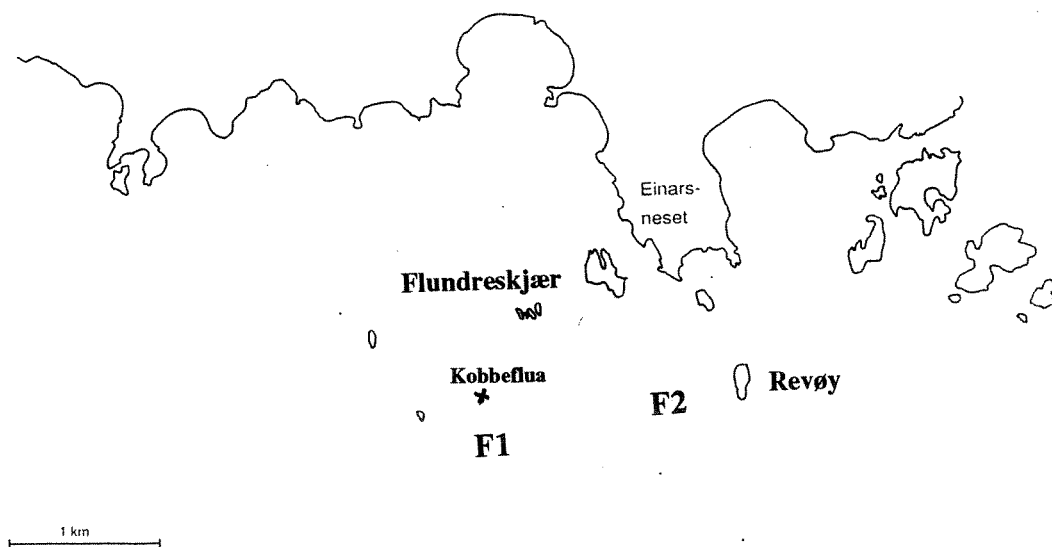 Einars-
neset
Flundreskjær
Kobbeflua
Revøy
F2
F1
1 km